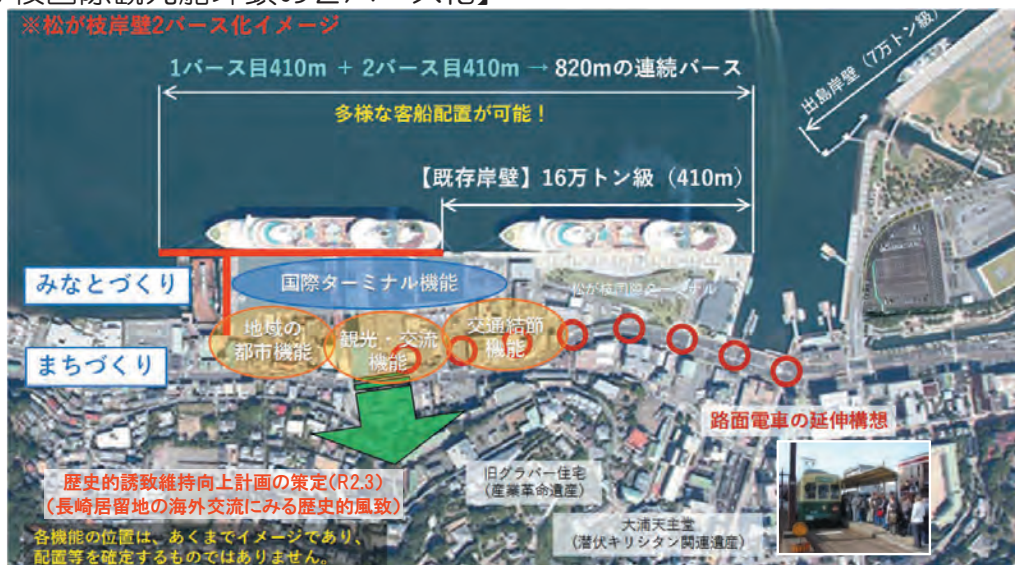 ※松が枝岸壁2バース化イメージ
1バース目410m + 2バース目410m → 820mの連続バース
多様な客船配置が可能！
出島岸壁（7万トン級）
【既存岸壁】16万トン級（410m）
みなとづくり
国際ターミナル機能
松が枝国際ターミナル
まちづくり
地域の
都市機能
観光・交流
機能
交通結節
機能
路面電車の延伸構想
歴史的誘致維持向上計画の策定(R2.3)
(長崎居留地の海外交流にみる歴史的風致)
旧グラバー住宅
(産業革命遺産)
大浦天主堂
(潜伏キリシタン関連遺産)
各機能の位置は、あくまでイメージであり、
配置等を確定するものではありません。